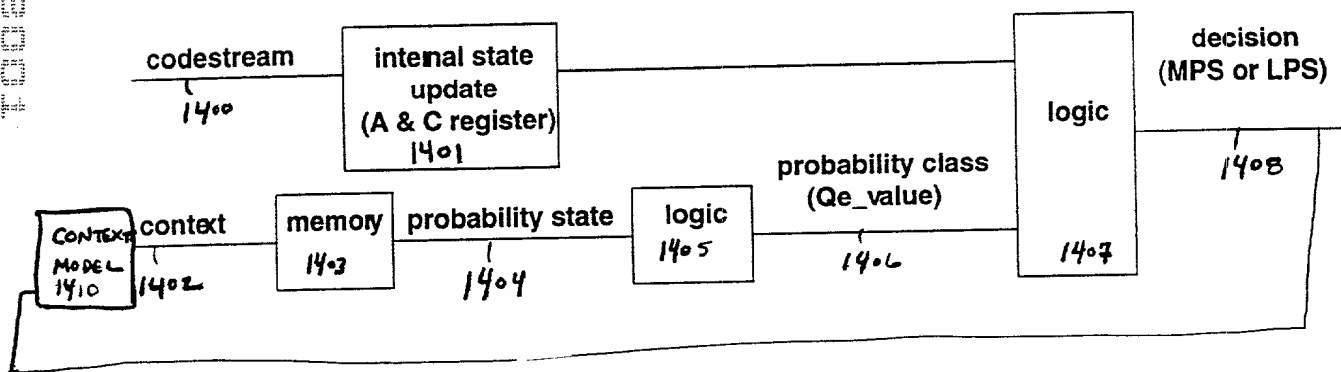 codestream
1400
internal state
update
(A & C register)
1401
logic
1407
decision
(MPS or LPS)
1408
CONTEXT
MODEL
1410
context
1402
memory
1403
probability state
1404
logic
1405
probability class
(Qe_value)
1406